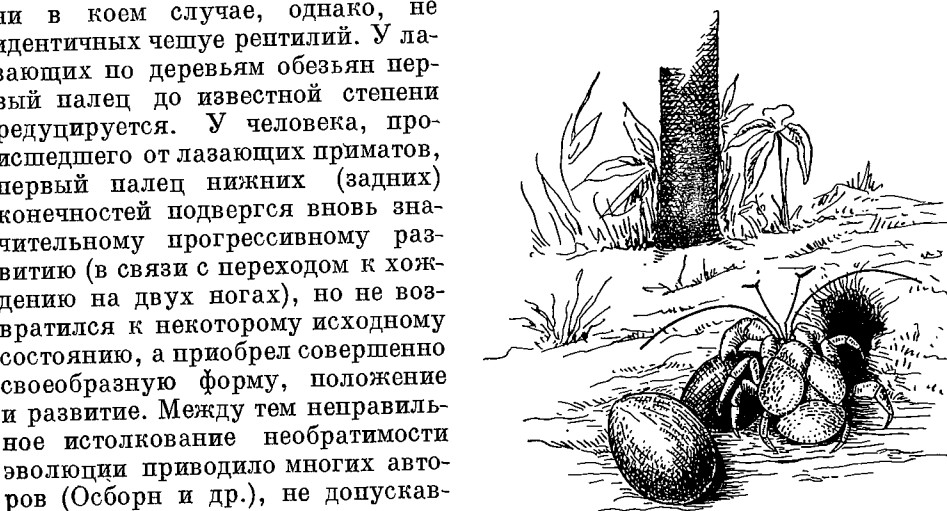 ни в коем случае, однако, не
идентичных чешуе рептилий. У ла-
зающих по деревьям обезьян пер-
вый палец до известной степени
редуцируется. У человека, про-
исшедшего от лазающих приматов,
первый палец нижних (задних)
конечностей подвергся вновь зна-
чительному прогрессивному раз-
витию (в связи с переходом к хож-
дению на двух ногах), но не воз-
вратился к некоторому исходному
состоянию, а приобрел совершенно
своеобразную форму, положение
и развитие. Между тем неправиль-
ное истолкование необратимости
эволюции приводило многих авто-
ров (Осборн и др.), не допускав-